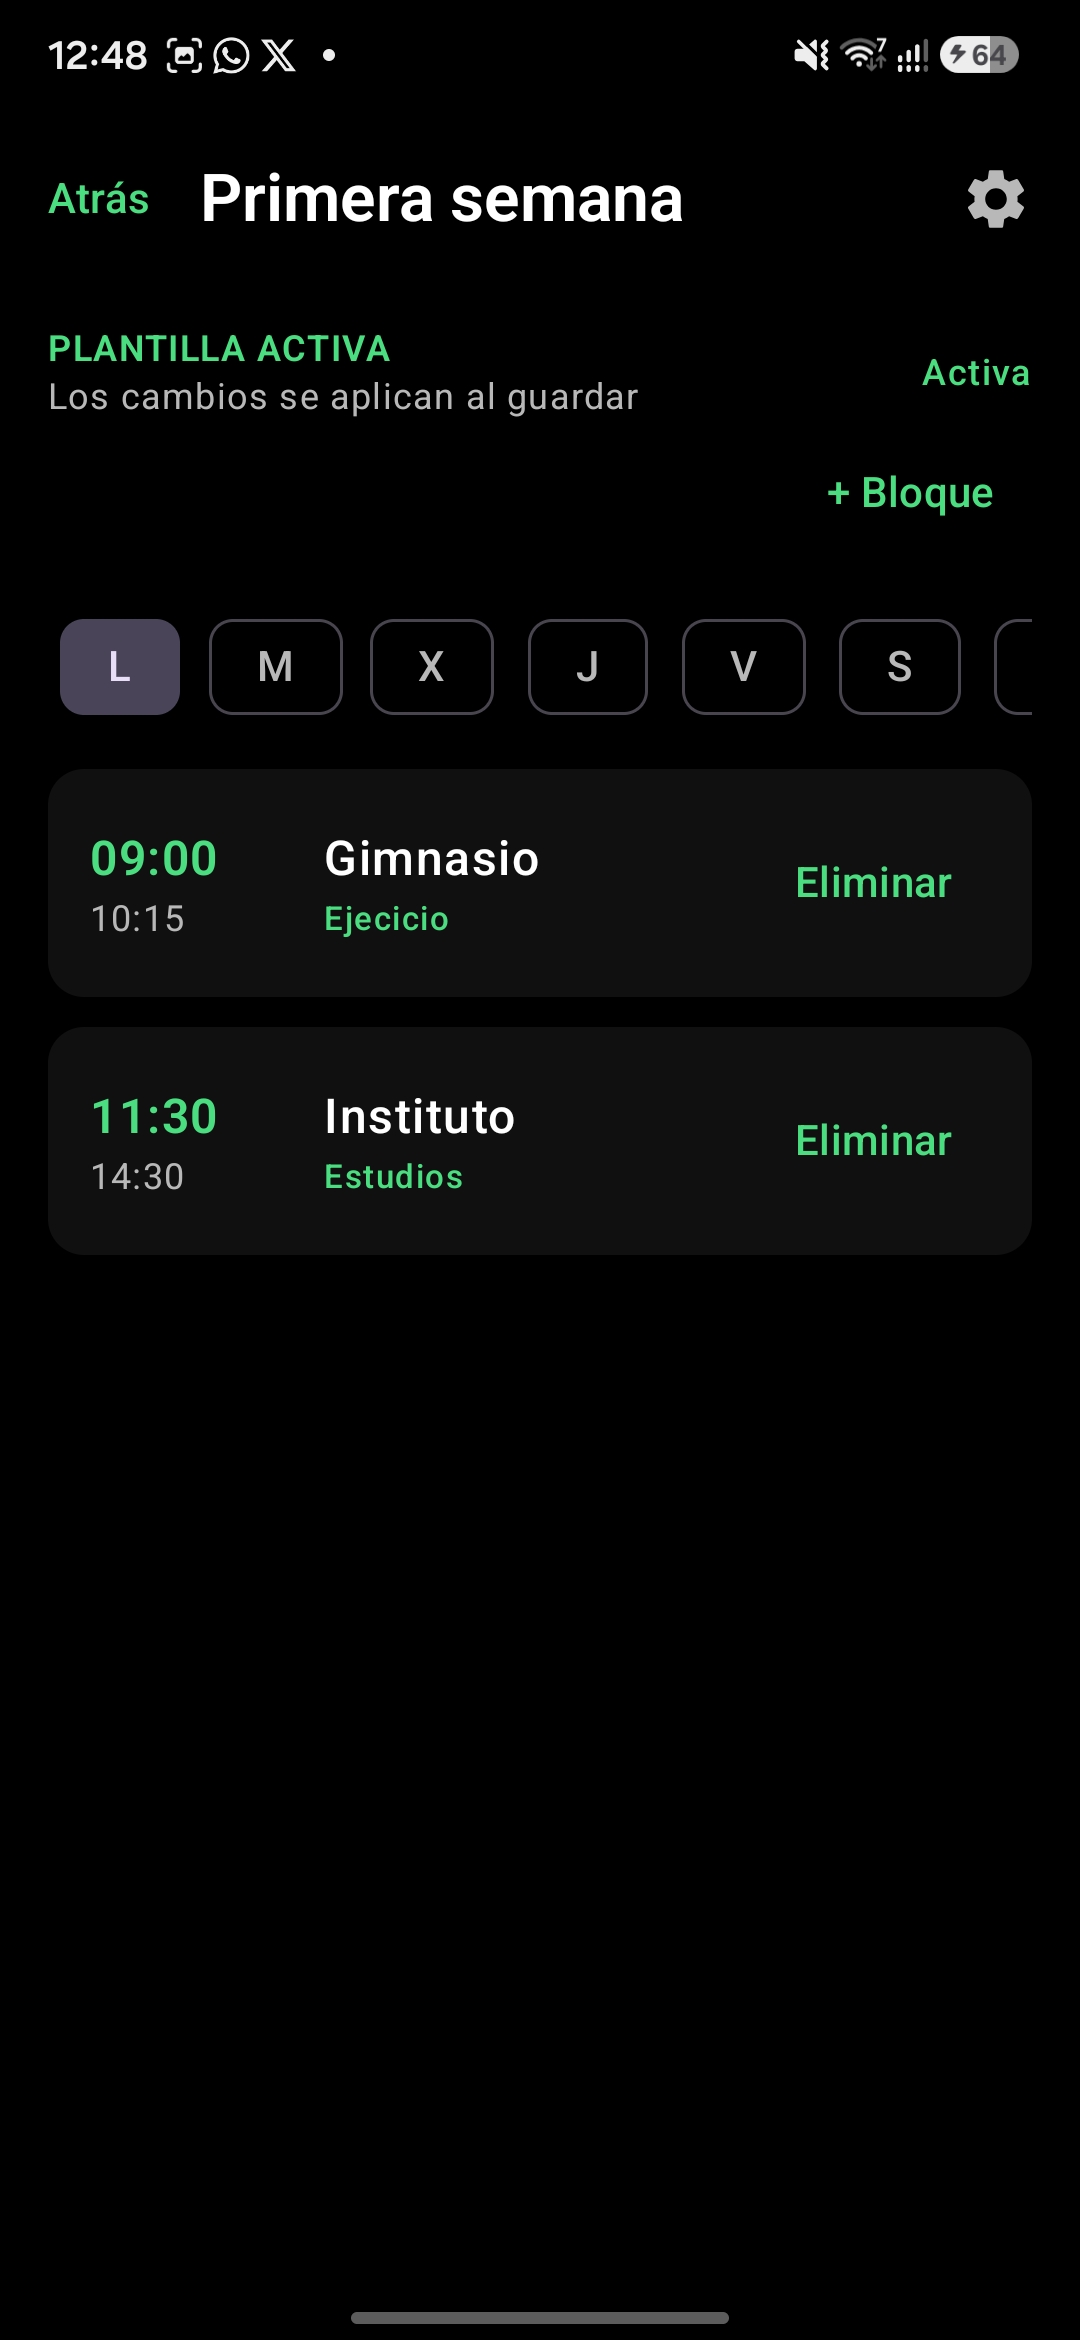 12:48
7
64
Atrás Primera semana
PLANTILLA ACTIVA
Los cambios se aplican al guardar
Activa
+ Bloque
L M X J V S
09:00 Gimnasio
10:15 Ejecicio
Eliminar
11:30 Instituto
14:30 Estudios
Eliminar